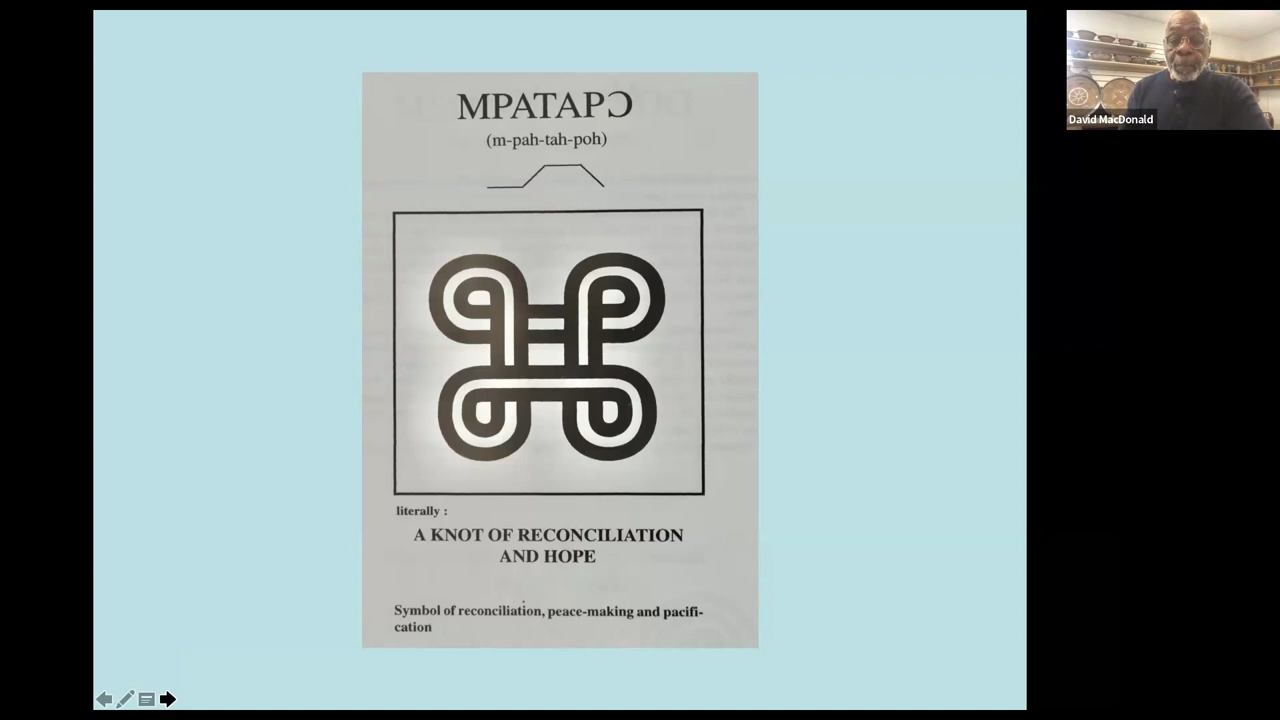 MPATAPƆ
(m-pah-tah-poh)
literally :
A KNOT OF RECONCILIATION
AND HOPE
Symbol of reconciliation, peace-making and pacifi-
cation
David MacDonald